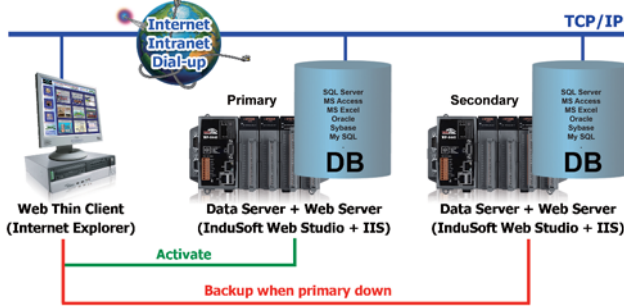 TCP/IP
Internet
Intranet
Dial-up
Primary
SQL Server
MS Access
MS Excel
Oracle
Sybase
My SQL
.
DB
Secondary
SQL Server
MS Access
MS Excel
Oracle
Sybase
My SQL
.
DB
Web Thin Client
(Internet Explorer)
Data Server + Web Server
(InduSoft Web Studio + IIS)
Data Server + Web Server
(InduSoft Web Studio + IIS)
Activate
Backup when primary down